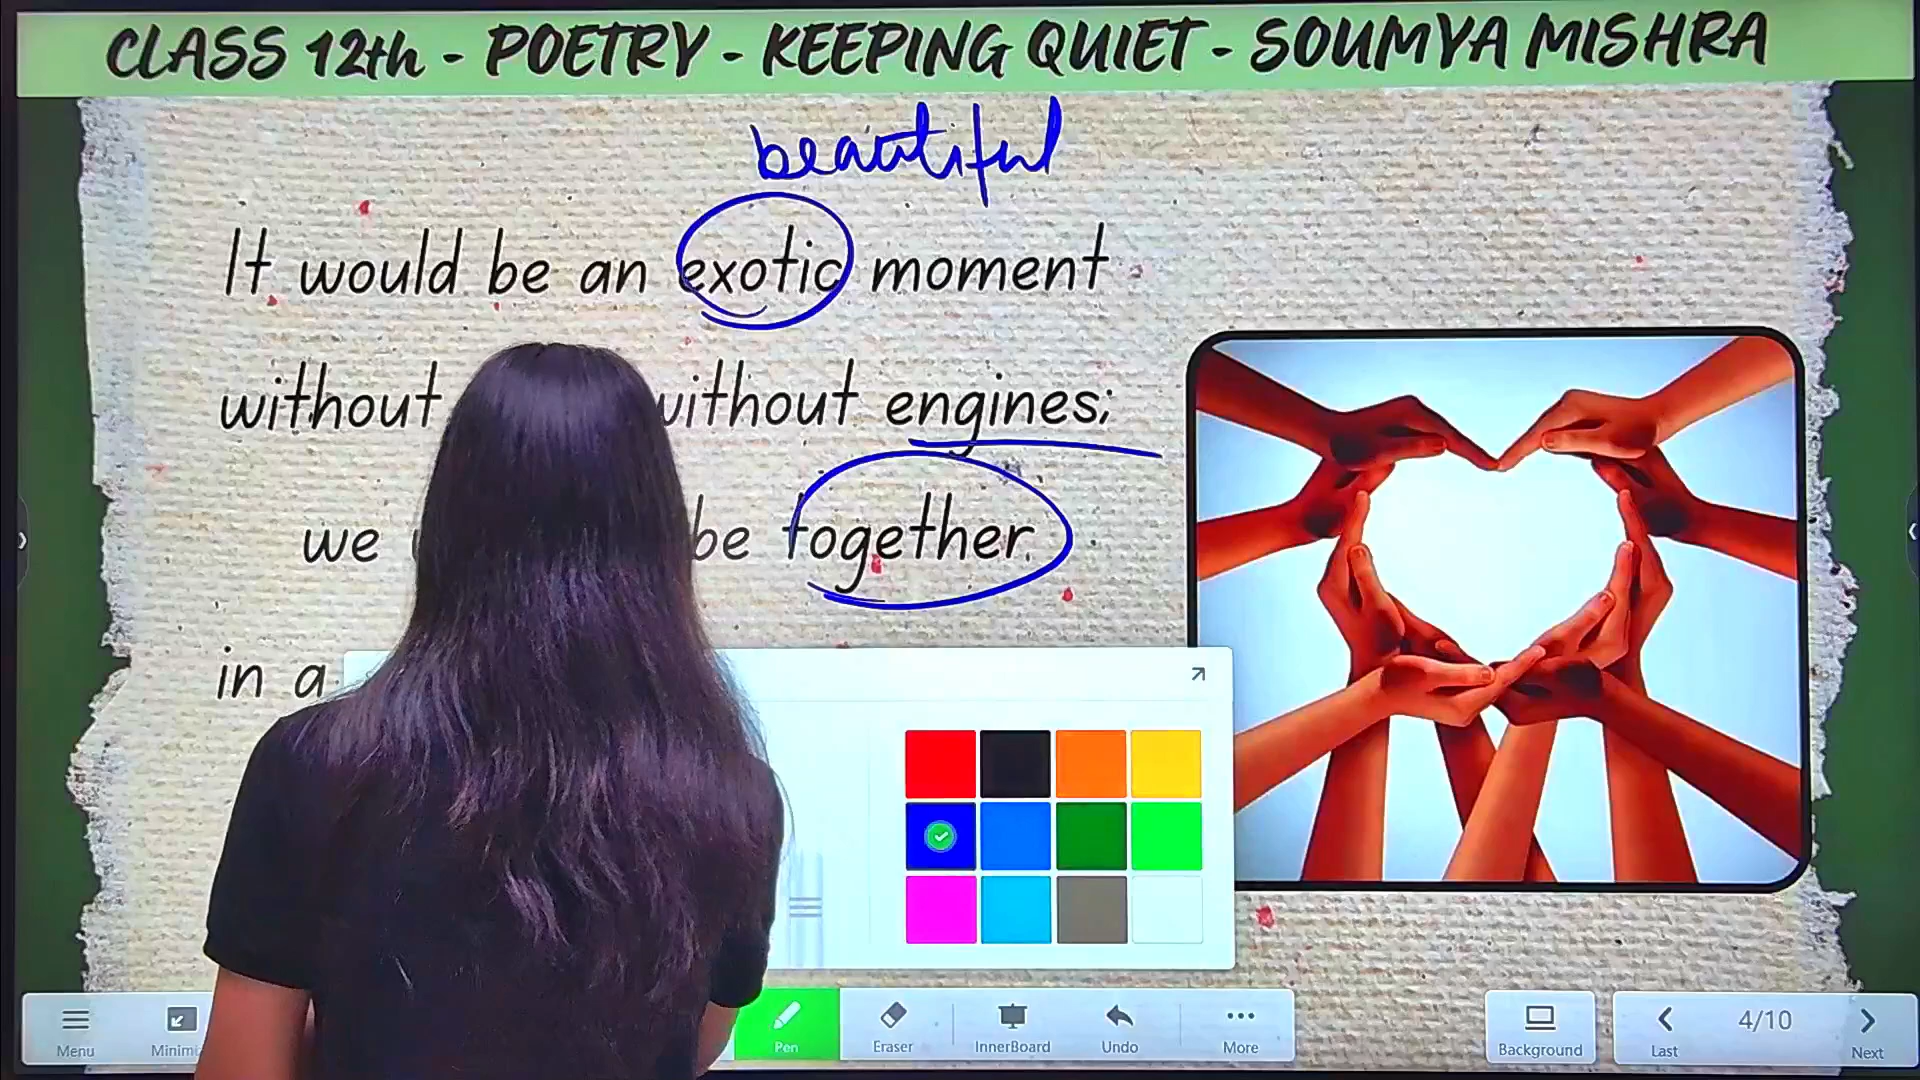 CLASS 12th - POETRY - KEEPING QUIET - SOUMYA MISHRA
beautiful
It would be an exotic moment
without without engines;
we be together.
in a
Menu
Pen
Eraser
InnerBoard
Undo
More
Background
Last
4/10
Next